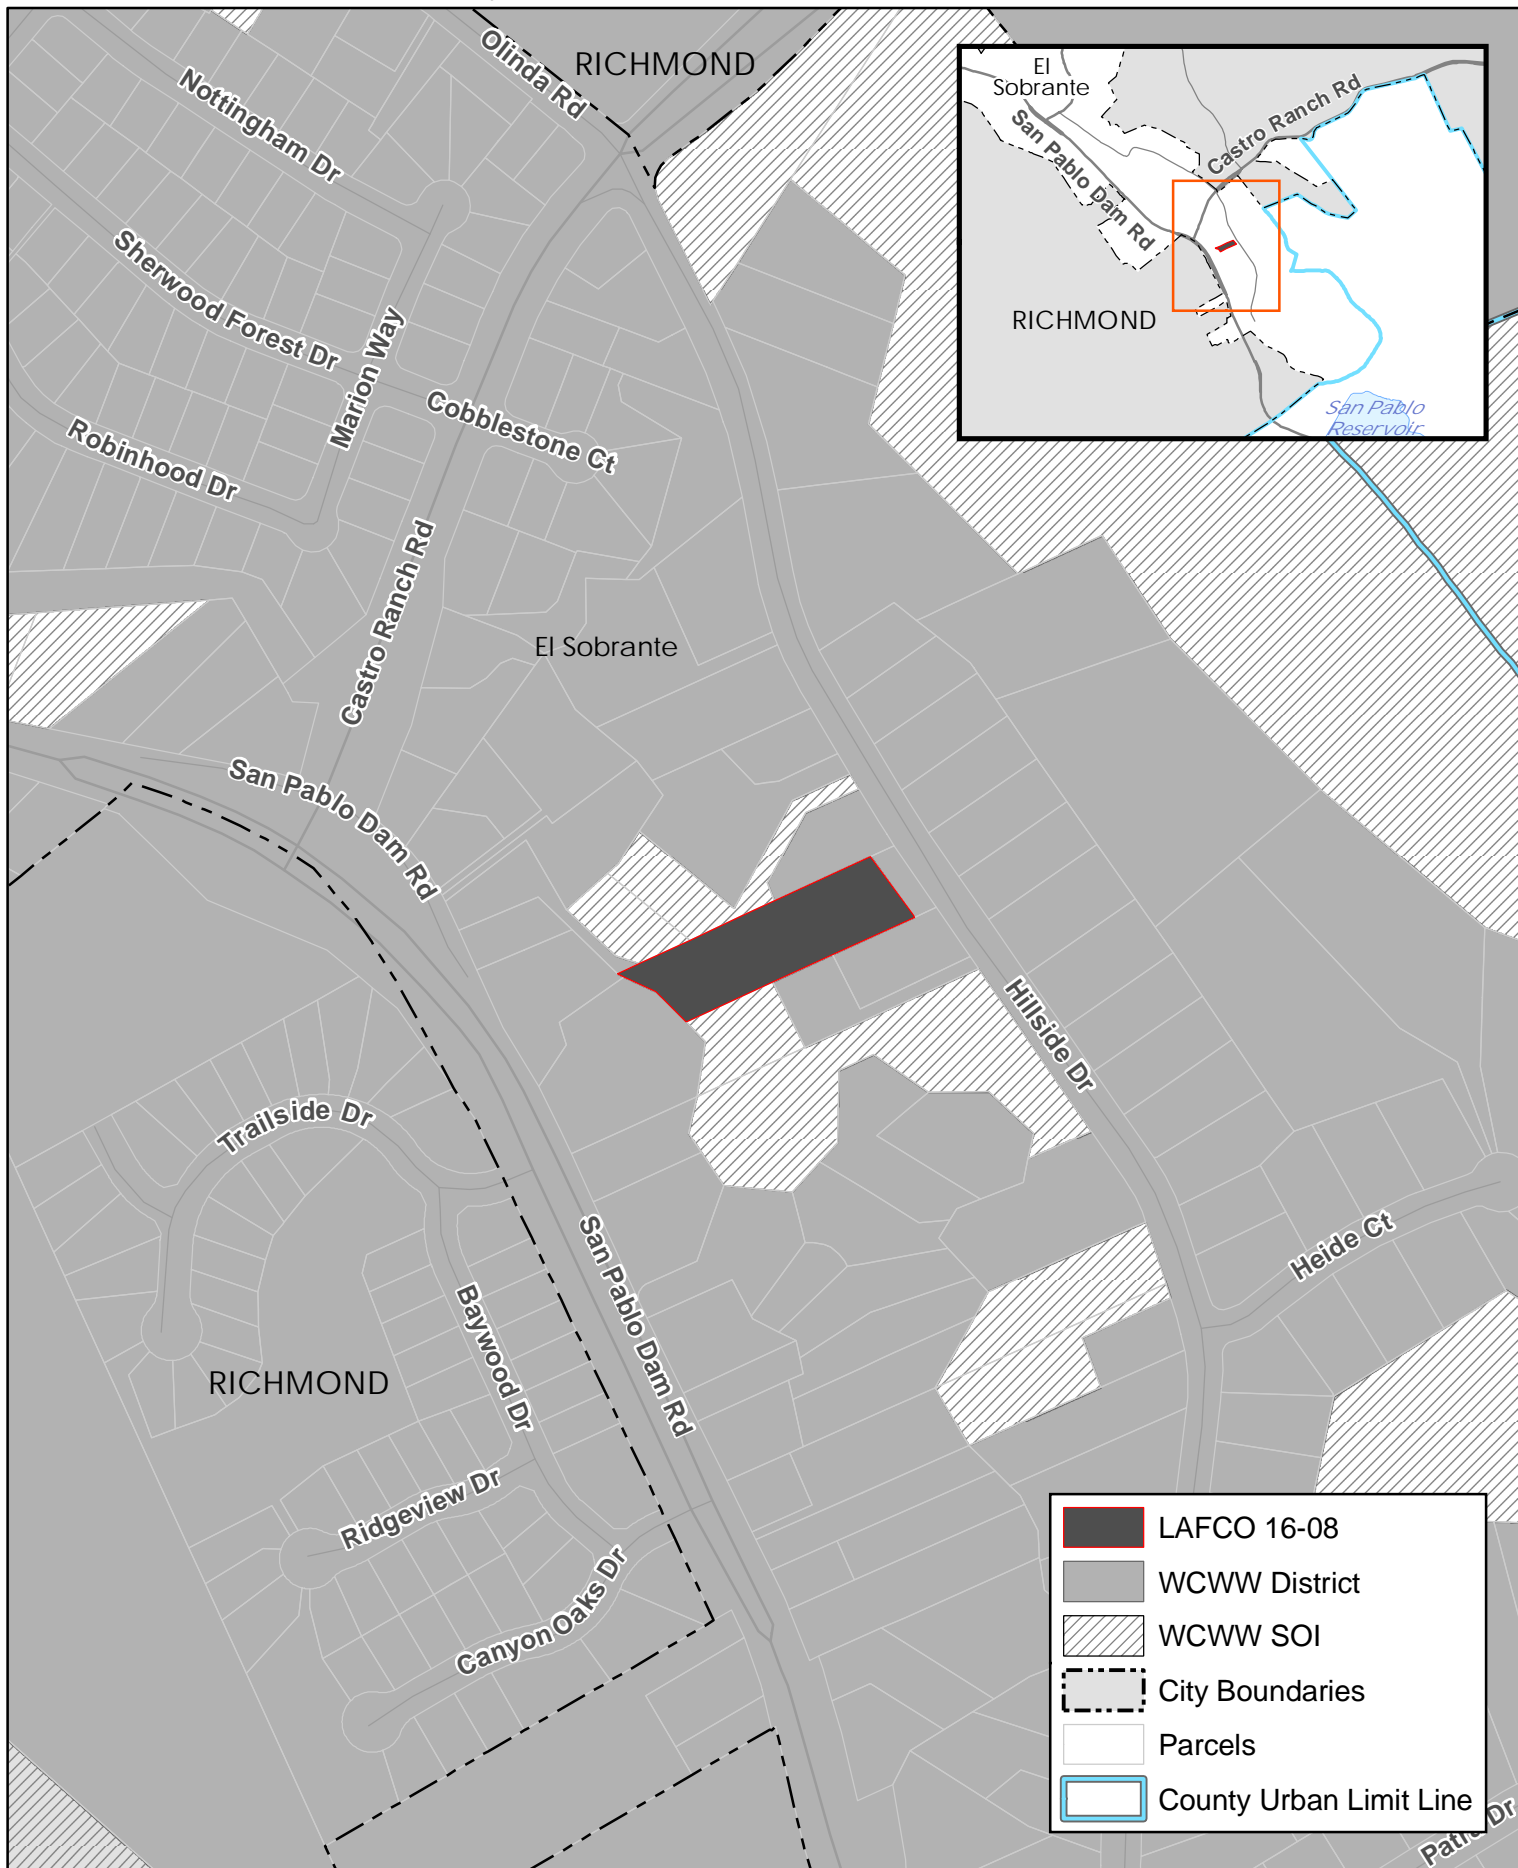 Olinda Rd
RICHMOND
Nottingham Dr
El
Sobrante
Castro Ranch Rd
San Pablo Dam Rd
RICHMOND
San Pablo
Reservoir
Sherwood Forest Dr
Marion Way
Cobblestone Ct
Robinhood Dr
Castro Ranch Rd
El Sobrante
San Pablo Dam Rd
Hillside Dr
Trailside Dr
San Pablo Dam Rd
Heide Ct
Baywood Dr
RICHMOND
Ridgeview Dr
Canyon Oaks Dr
LAFCO 16-08
WCWW District
WCWW SOI
City Boundaries
Parcels
County Urban Limit Line
Dr